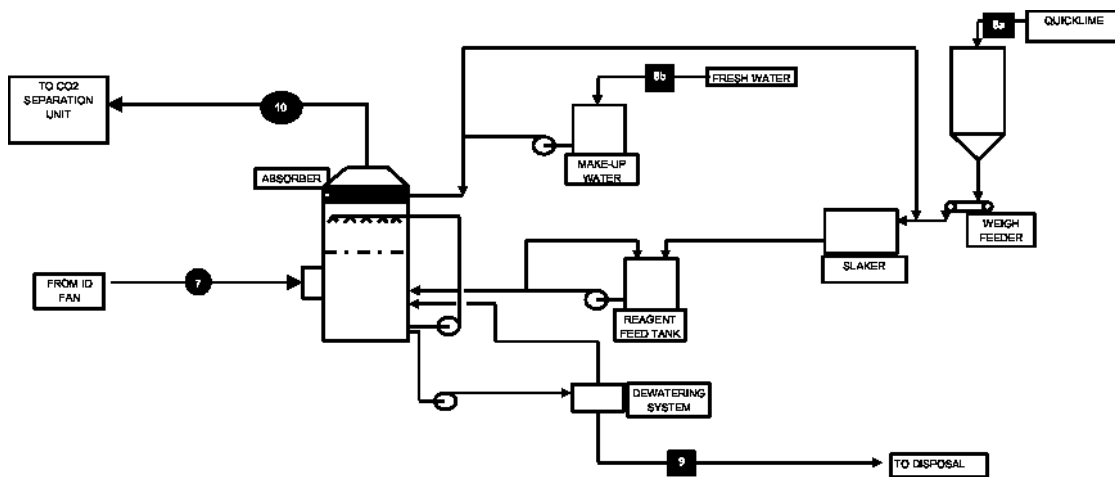 QUICKLIME
FRESH WATER
TO CO2
SEPARATION
UNIT
10
MAKE-UP
WATER
ABSORBER
WEIGH
FEEDER
SLAKER
FROM ID
FAN
7
REAGENT
FEED TANK
DEWATERING
SYSTEM
9
TO DISPOSAL